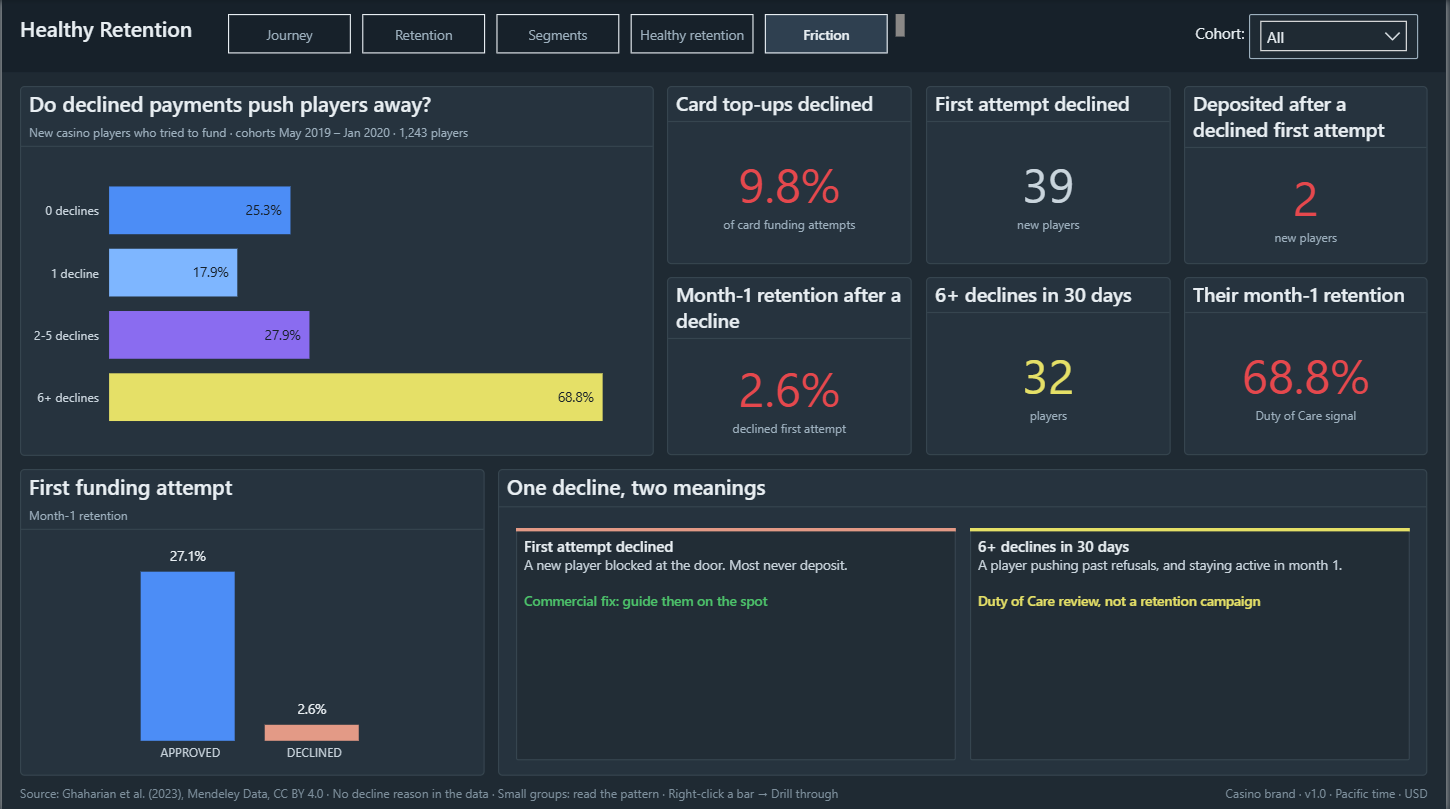 Healthy Retention
Journey
Retention
Segments
Healthy retention
Friction
Cohort:
All
Do declined payments push players away?
New casino players who tried to fund · cohorts May 2019 – Jan 2020 · 1,243 players
0 declines
25.3%
1 decline
17.9%
2-5 declines
27.9%
6+ declines
68.8%
Card top-ups declined
9.8%
of card funding attempts
First attempt declined
39
new players
Deposited after a
declined first attempt
2
new players
Month-1 retention after a
decline
2.6%
declined first attempt
6+ declines in 30 days
32
players
Their month-1 retention
68.8%
Duty of Care signal
First funding attempt
Month-1 retention
27.1%
APPROVED
2.6%
DECLINED
One decline, two meanings
First attempt declined
A new player blocked at the door. Most never deposit.
Commercial fix: guide them on the spot
6+ declines in 30 days
A player pushing past refusals, and staying active in month 1.
Duty of Care review, not a retention campaign
Source: Ghaharian et al. (2023), Mendeley Data, CC BY 4.0 · No decline reason in the data · Small groups: read the pattern · Right-click a bar → Drill through
Casino brand · v1.0 · Pacific time · USD